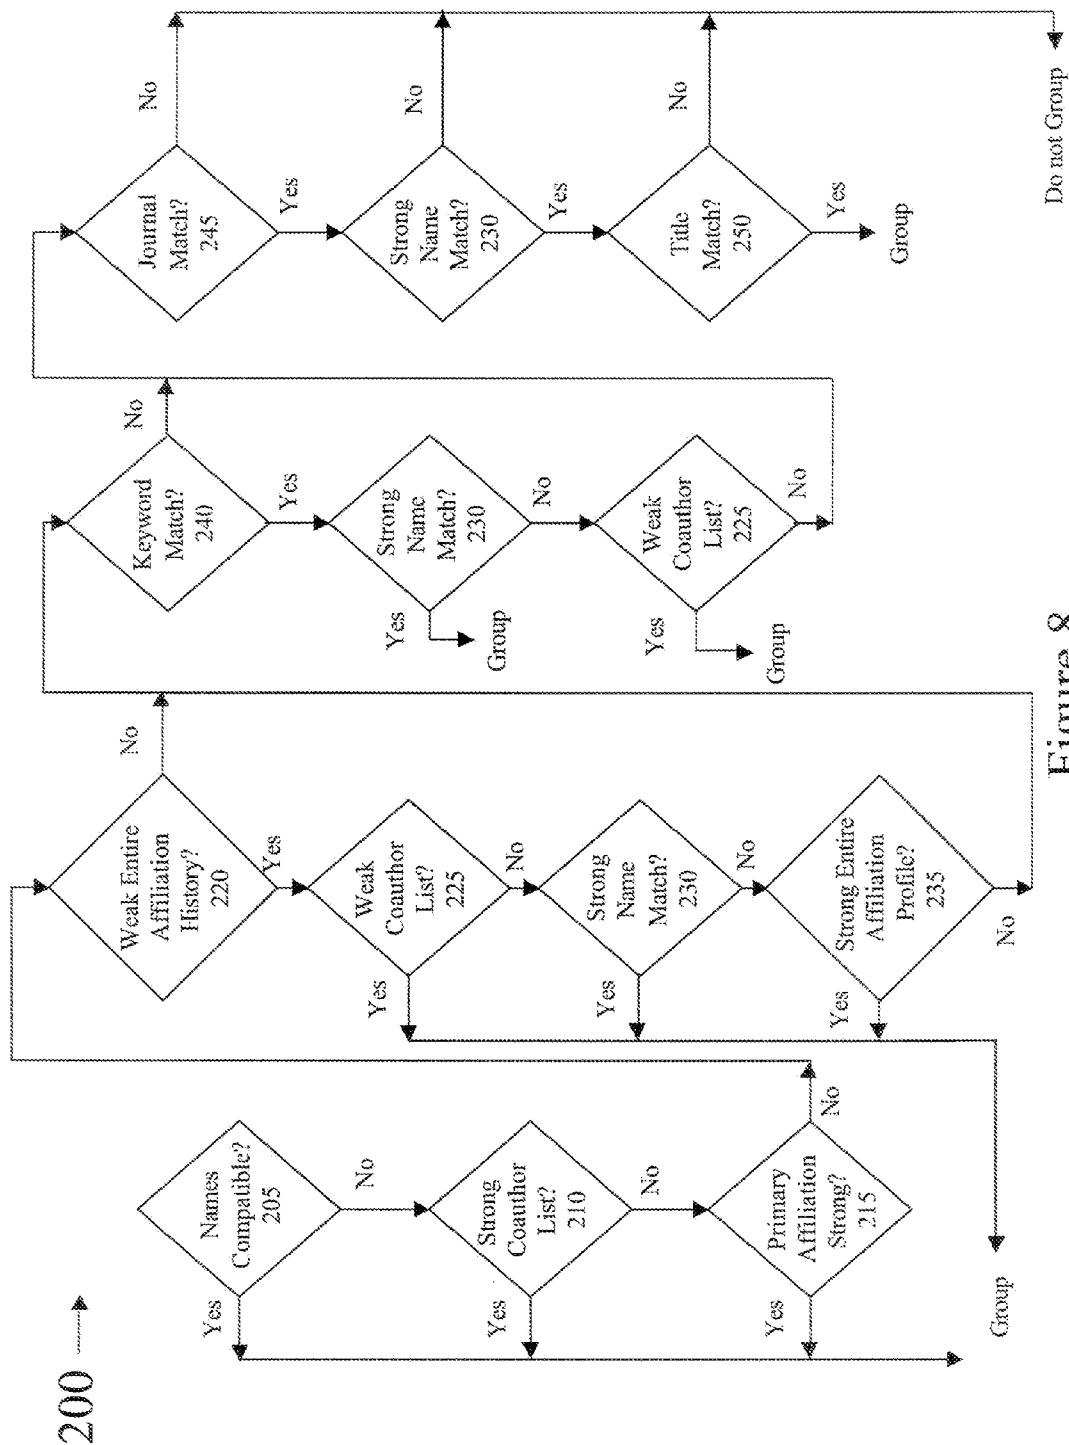 200
Names
Compatible?
205
Yes
No
Strong
Coauthor
List?
210
Yes
No
Primary
Affiliation
Strong?
215
Yes
No
Group
Weak Entire
Affiliation
History?
220
No
Yes
Weak
Coauthor
List?
225
Yes
No
Strong
Name
Match?
230
Yes
No
Strong Entire
Affiliation
Profile?
235
Yes
No
Keyword
Match?
240
No
Yes
Strong
Name
Match?
230
Yes
Group
No
Weak
Coauthor
List?
225
Yes
Group
No
Journal
Match?
245
No
Yes
Strong
Name
Match?
230
No
Yes
Title
Match?
250
No
Yes
Group
Do not Group
Figure 8